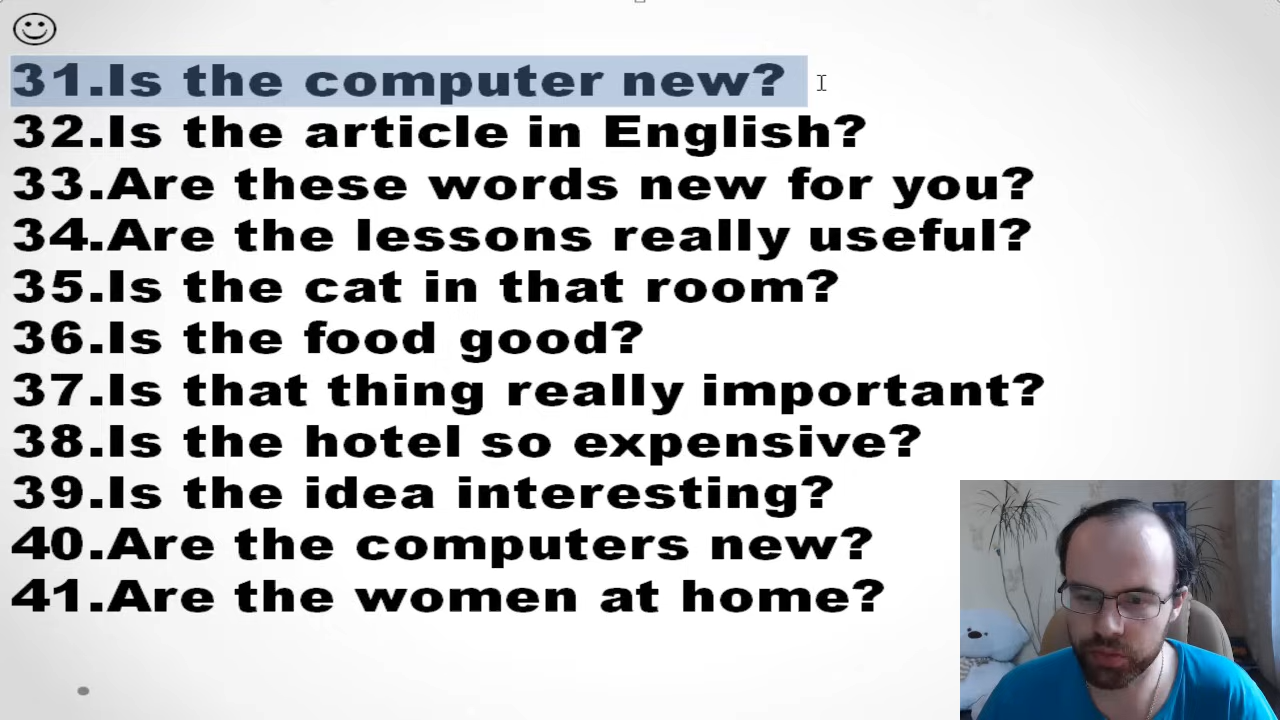 31.Is the computer new?
32.Is the article in English?
33.Are these words new for you?
34.Are the lessons really useful?
35.Is the cat in that room?
36.Is the food good?
37.Is that thing really important?
38.Is the hotel so expensive?
39.Is the idea interesting?
40.Are the computers new?
41.Are the women at home?